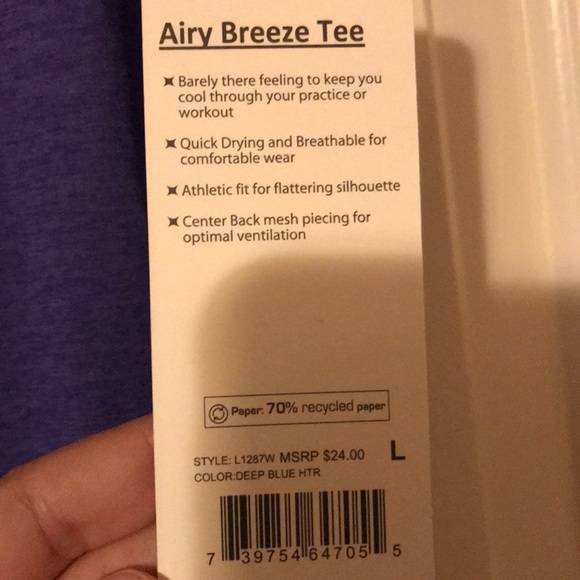 Airy Breeze Tee
Barely there feeling to keep you
cool through your practice or
workout
Quick Drying and Breathable for
comfortable wear
Athletic fit for flattering silhouette
Center Back mesh piecing for
optimal ventilation
Paper: 70% recycled paper
STYLE: L1287W MSRP $24.00 L
COLOR:DEEP BLUE HTR
7 39754 64705 5